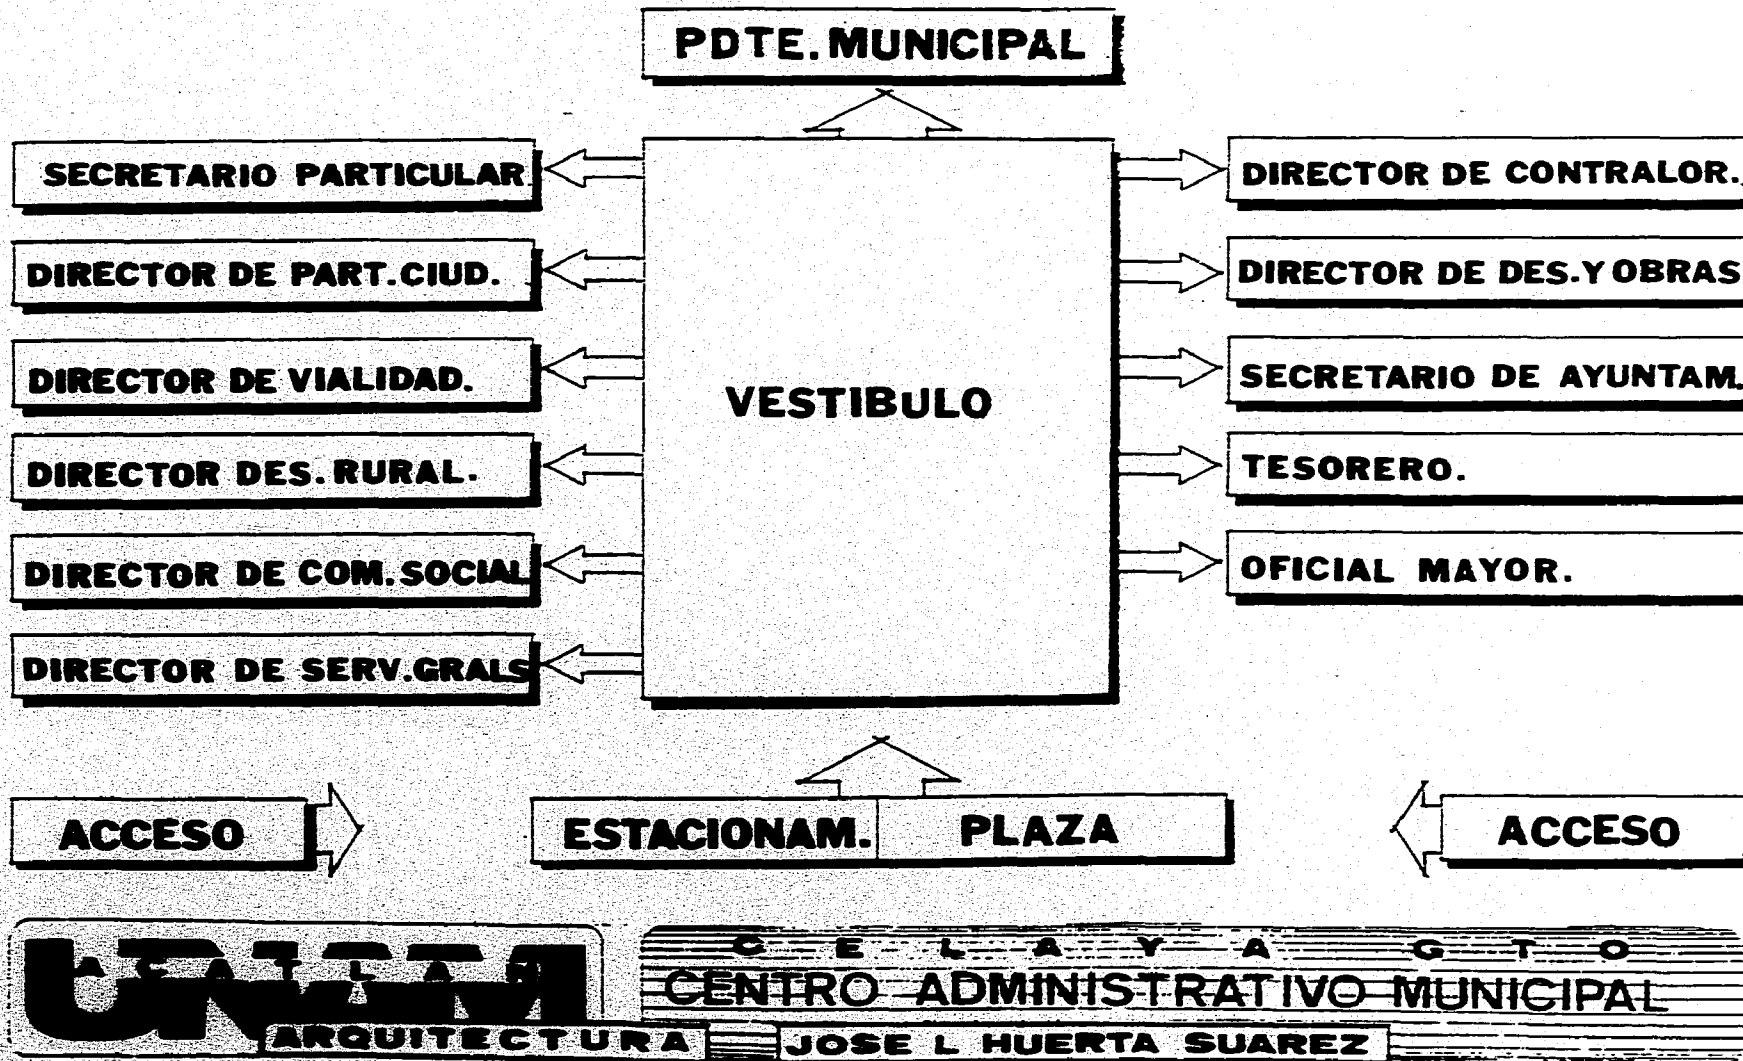 PDTE. MUNICIPAL
SECRETARIO PARTICULAR
DIRECTOR DE PART. CIUD.
DIRECTOR DE VIALIDAD.
DIRECTOR DES. RURAL.
DIRECTOR DE COM. SOCIAL
DIRECTOR DE SERV. GRALS
VESTIBULO
DIRECTOR DE CONTRALOR.
DIRECTOR DE DES. Y OBRAS
SECRETARIO DE AYUNTAM.
TESORERO.
OFICIAL MAYOR.
ACCESO
ESTACIONAM. PLAZA
ACCESO
UNAM
ACATLAN
ARQUITECTURA
CELAYA GTO
CENTRO ADMINISTRATIVO MUNICIPAL
JOSE L HUERTA SUAREZ